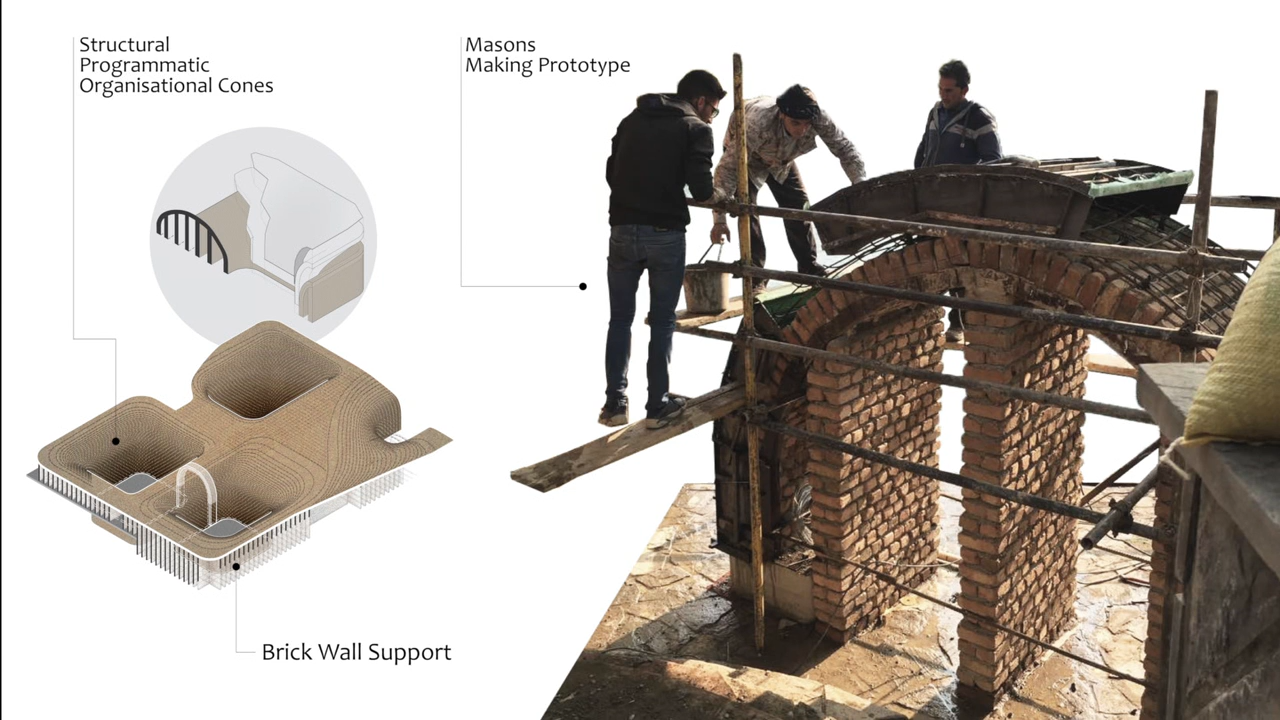 Structural
Programmatic
Organisational Cones
Masons
Making Prototype
Brick Wall Support